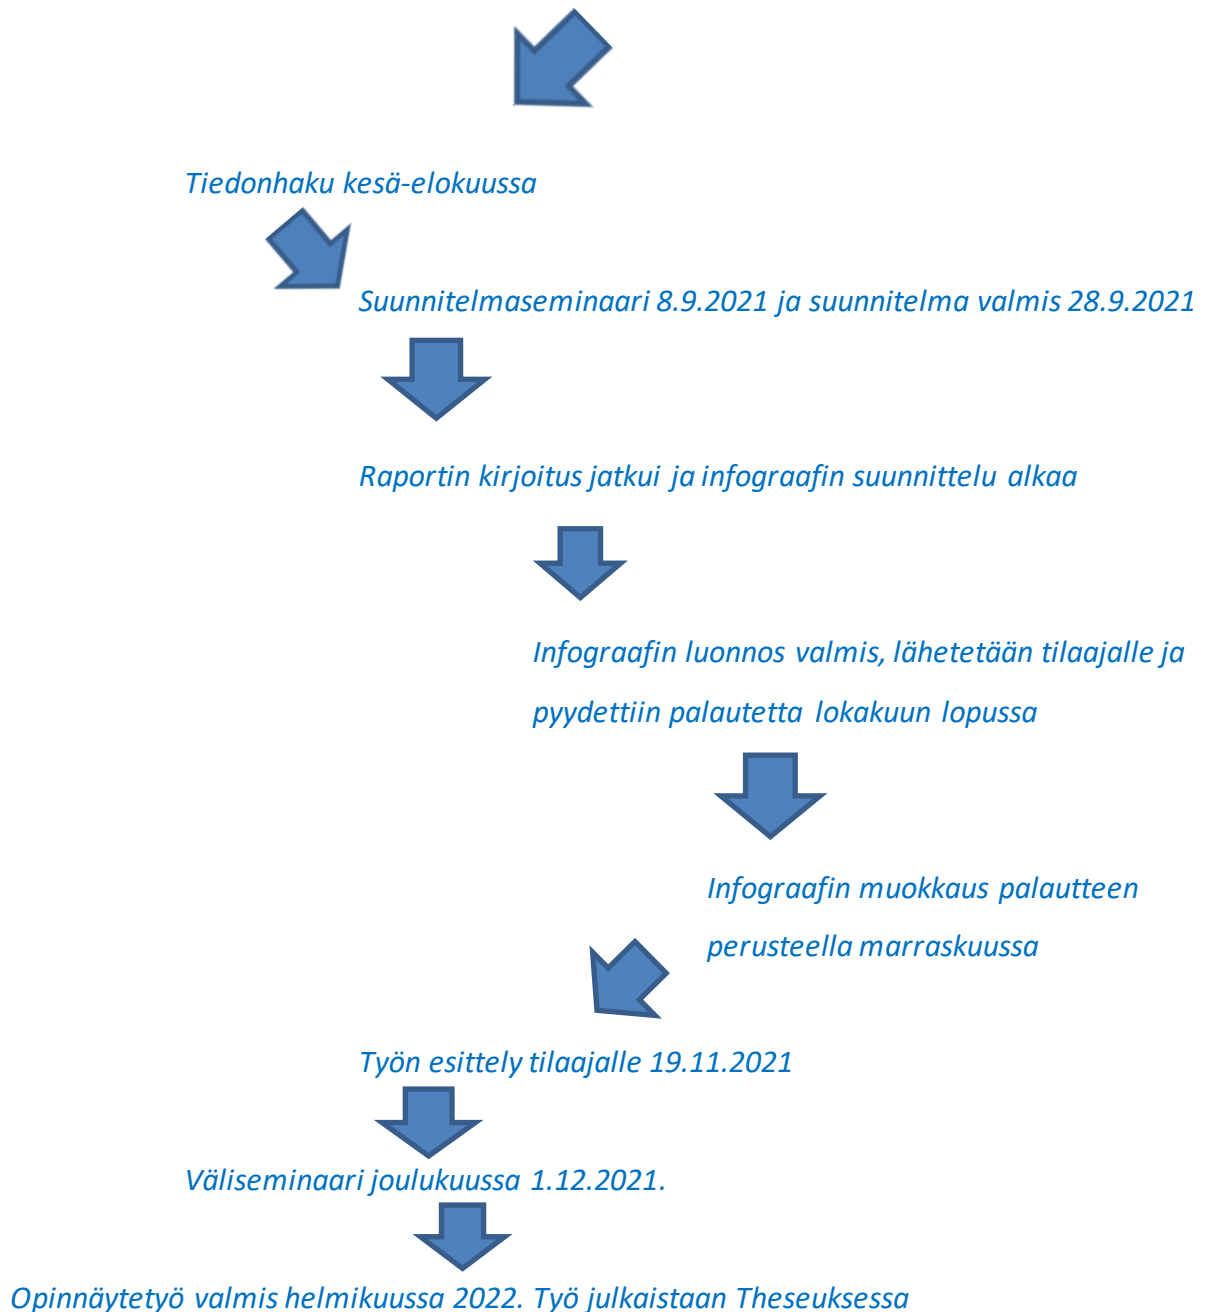 Tiedonhaku kesä-elokuussa
Suunnitelmaseminaari 8.9.2021 ja suunnitelma valmis 28.9.2021
Raportin kirjoitus jatkui ja infograafin suunnittelu alkaa
Infograafin luonnos valmis, lähetetään tilaajalle ja
pyydettiin palautetta lokakuun lopussa
Infograafin muokkaus palautteen
perusteella marraskuussa
Työn esittely tilaajalle 19.11.2021
Väliseminaari joulukuussa 1.12.2021.
Opinnäytetyö valmis helmikuussa 2022. Työ julkaistaan Theseuksessa